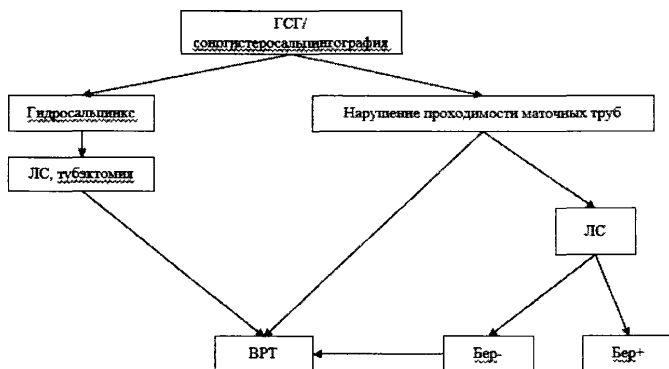 ГСГ/
соногистеросальпингография
Гидросальпинкс
Нарушение проходимости маточных труб
ЛС, тубэктомия
ЛС
ВРТ
Бер-
Бер+